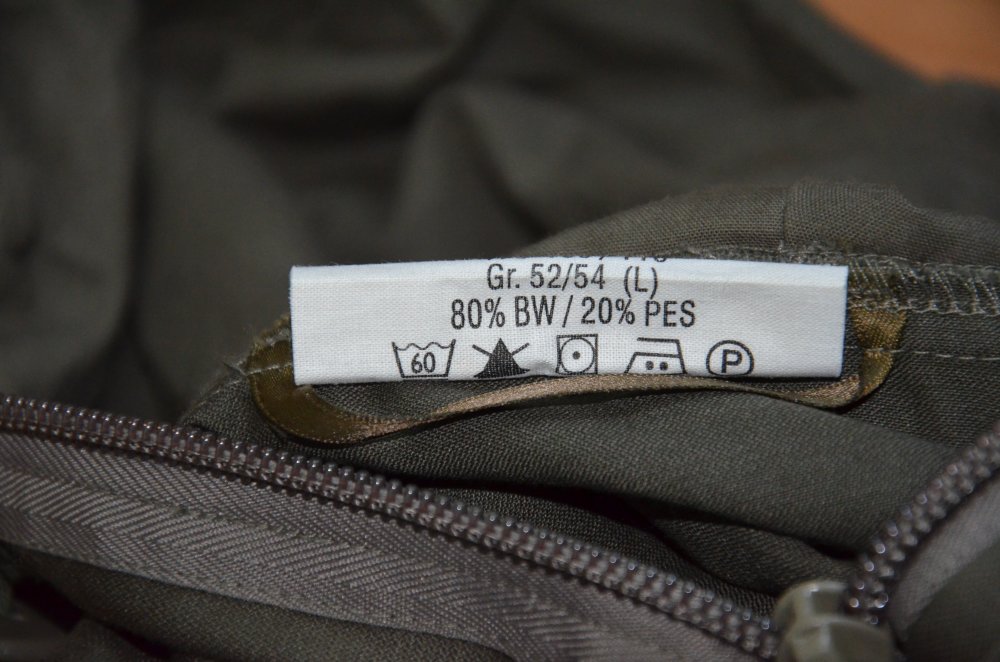 Gr. 52/54 (L)
80% BW / 20% PES
60 P